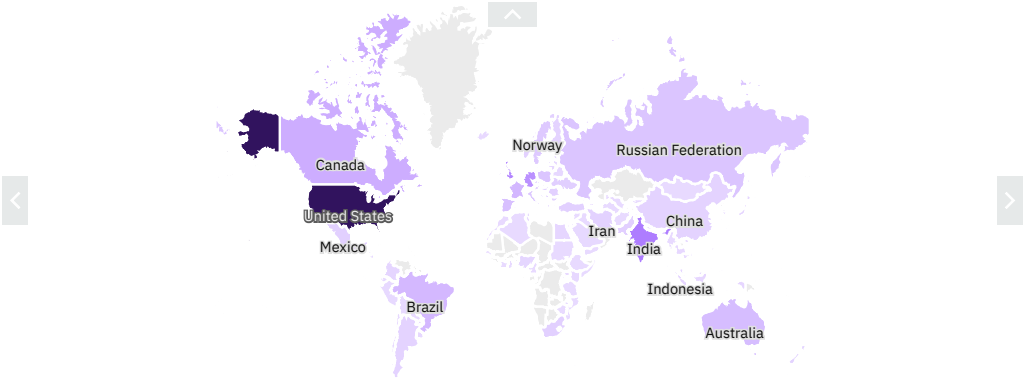 Norway
Russian Federation
Canada
United States
China
Iran
Mexico
India
Indonesia
Brazil
Australia